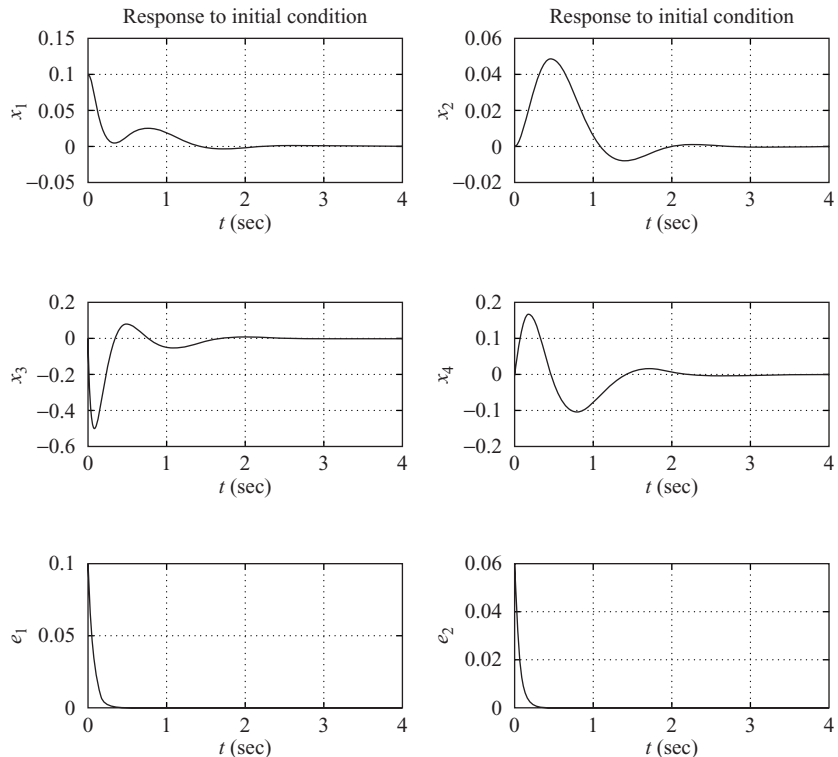 Response to initial condition
0.15
0.1
0.05
0
−0.05
x1
0 1 2 3 4
t (sec)
Response to initial condition
0.06
0.04
0.02
0
−0.02
x2
0 1 2 3 4
t (sec)
0.2
0
−0.2
−0.4
−0.6
x3
0 1 2 3 4
t (sec)
0.2
0.1
0
−0.1
−0.2
x4
0 1 2 3 4
t (sec)
0.1
0.05
0
e1
0 1 2 3 4
t (sec)
0.06
0.04
0.02
0
e2
0 1 2 3 4
t (sec)